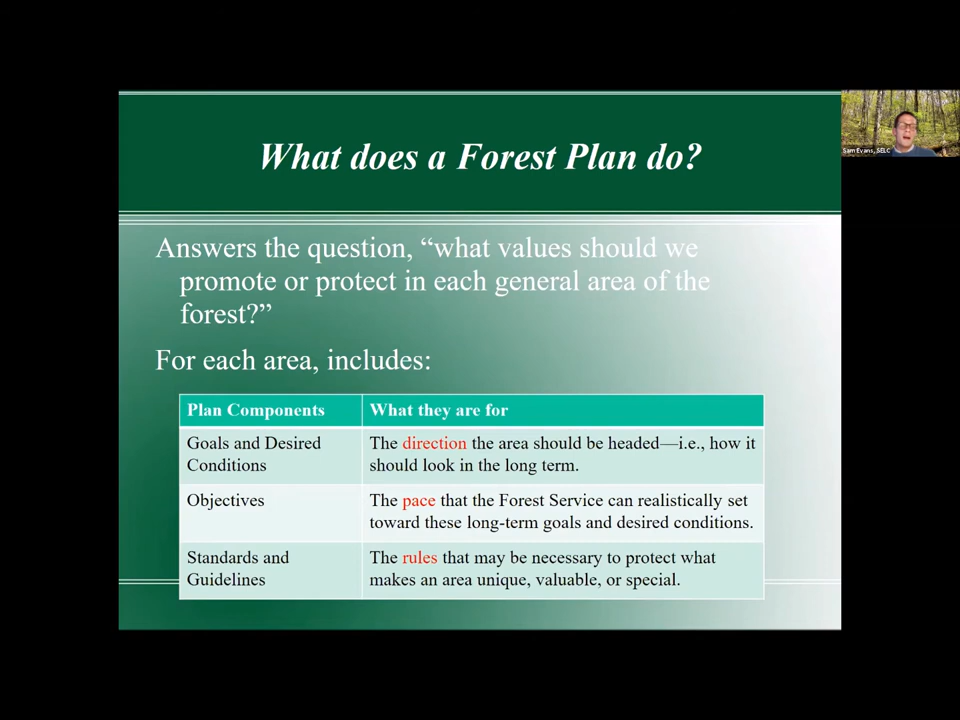 What does a Forest Plan do?
Sam Evans, SELC
Answers the question, “what values should we
promote or protect in each general area of the
forest?”
For each area, includes:
Plan Components
What they are for
Goals and Desired
Conditions
The direction the area should be headed—i.e., how it
should look in the long term.
Objectives
The pace that the Forest Service can realistically set
toward these long-term goals and desired conditions.
Standards and
Guidelines
The rules that may be necessary to protect what
makes an area unique, valuable, or special.